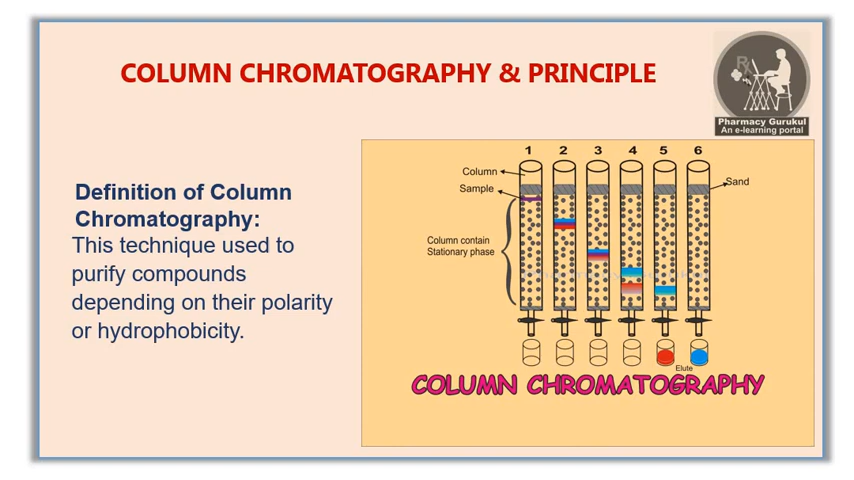 COLUMN CHROMATOGRAPHY & PRINCIPLE
Rx
Pharmacy Gurukul
An e-learning portal
Definition of Column
Chromatography:
This technique used to
purify compounds
depending on their polarity
or hydrophobicity.
1 2 3 4 5 6
Column
Sample
Sand
Column contain
Stationary phase
Elute
COLUMN CHROMATOGRAPHY